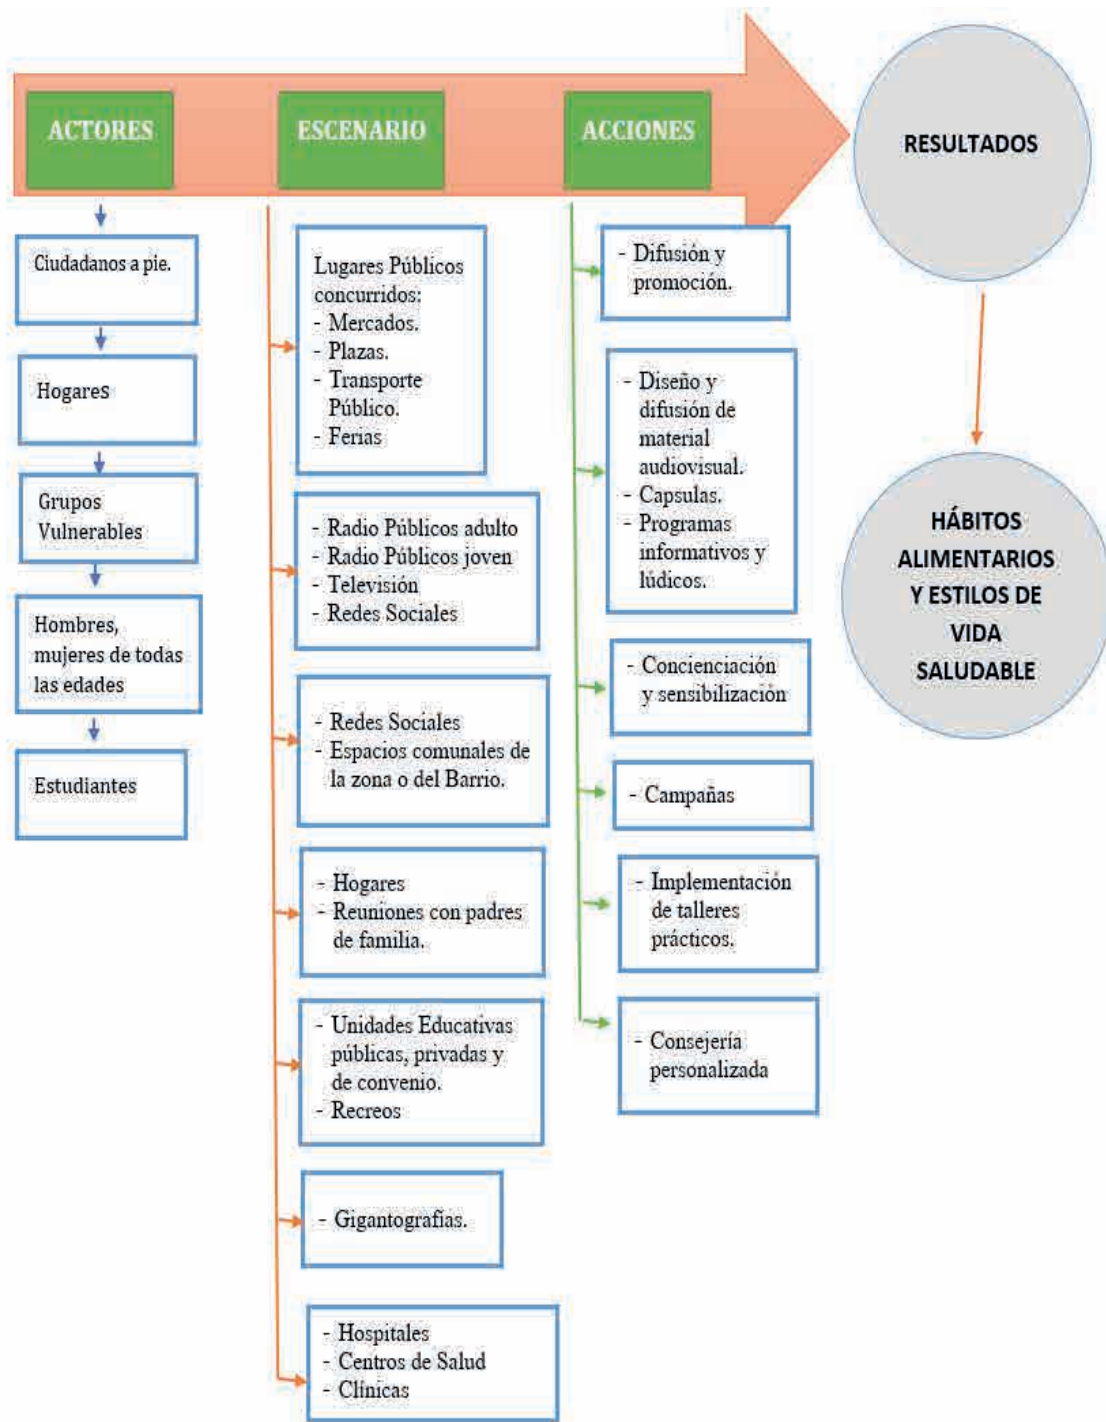 ACTORES
ESCENARIO
ACCIONES
RESULTADOS
Ciudadanos a pie.
Hogares
Grupos
Vulnerables
Hombres,
mujeres de todas
las edades
Estudiantes
Lugares Públicos
concurridos:
- Mercados.
- Plazas.
- Transporte
Público.
- Ferias
- Radio Públicos adulto
- Radio Públicos joven
- Televisión
- Redes Sociales
- Redes Sociales
- Espacios comunales de
la zona o del Barrio.
- Hogares
- Reuniones con padres
de familia.
- Unidades Educativas
públicas, privadas y
de convenio.
- Recreos
- Gigantografías.
- Hospitales
- Centros de Salud
- Clínicas
- Difusión y
promoción.
- Diseño y
difusión de
material
audiovisual.
- Capsulas.
- Programas
informativos y
lúdicos.
- Concienciación
y sensibilización
- Campañas
- Implementación
de talleres
prácticos.
- Consejería
personalizada
HÁBITOS
ALIMENTARIOS
Y ESTILOS DE
VIDA
SALUDABLE